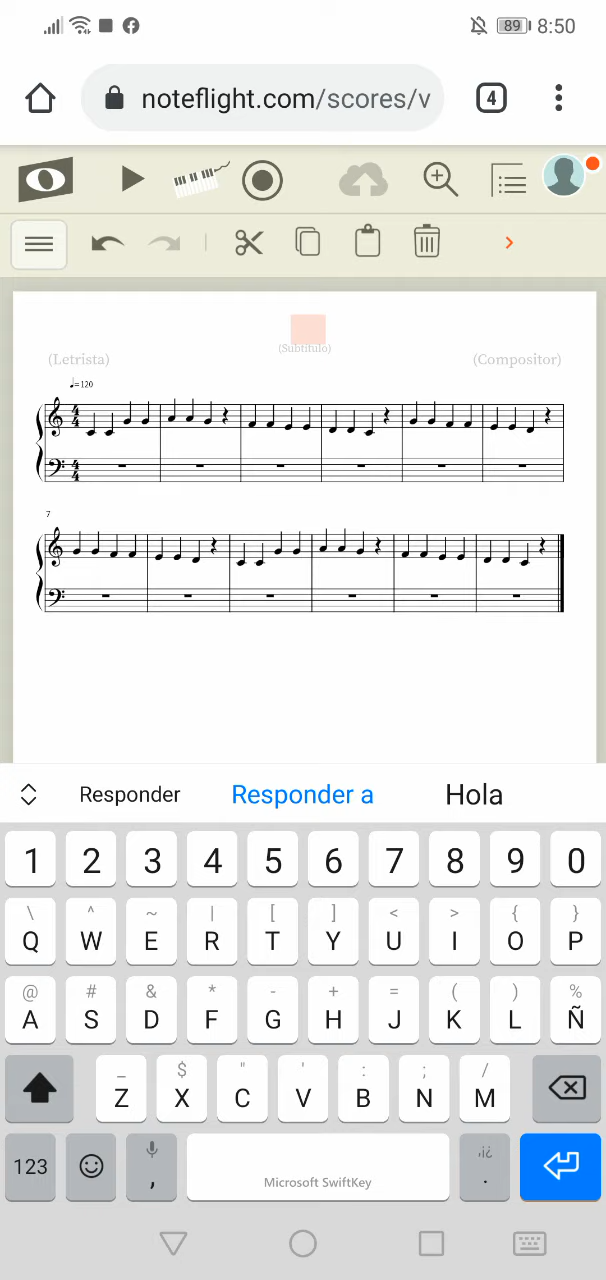 89 8:50
noteflight.com/scores/v 4
(Subtítulo)
(Letrista) (Compositor)
♩=120
7
Responder Responder a Hola
1 2 3 4 5 6 7 8 9 0
\ ^ ~ | [ ] < > { }
Q W E R T Y U I O P
@ # & * - + = ( ) %
A S D F G H J K L Ñ
_ $ " ' : ; /
Z X C V B N M
123 , Microsoft SwiftKey .